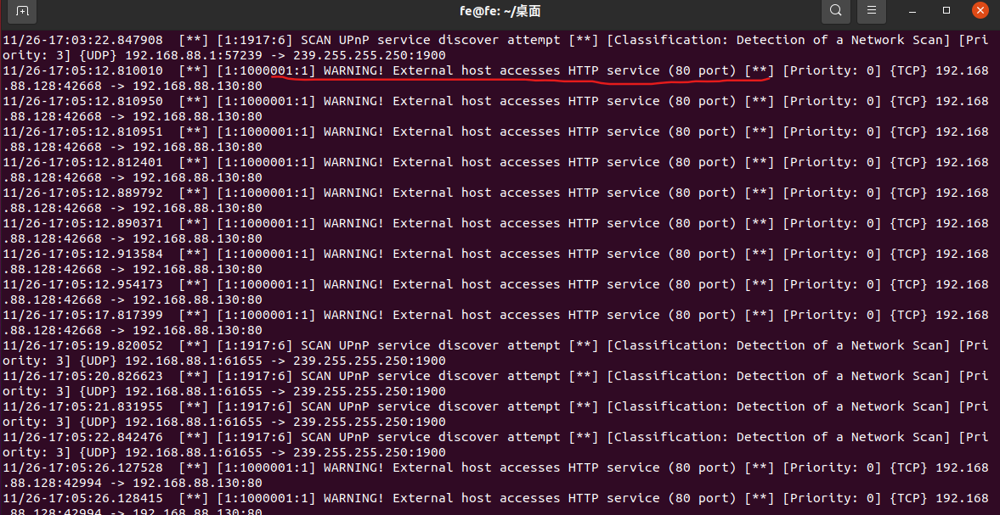 fe@fe: ~/桌面
11/26-17:03:22.847908  [**] [1:1917:6] SCAN UPnP service discover attempt [**] [Classification: Detection of a Network Scan] [Pri
ority: 3] {UDP} 192.168.88.1:57239 -> 239.255.255.250:1900
11/26-17:05:12.810010  [**] [1:1000001:1] WARNING! External host accesses HTTP service (80 port) [**] [Priority: 0] {TCP} 192.168
.88.128:42668 -> 192.168.88.130:80
11/26-17:05:12.810950  [**] [1:1000001:1] WARNING! External host accesses HTTP service (80 port) [**] [Priority: 0] {TCP} 192.168
.88.128:42668 -> 192.168.88.130:80
11/26-17:05:12.810951  [**] [1:1000001:1] WARNING! External host accesses HTTP service (80 port) [**] [Priority: 0] {TCP} 192.168
.88.128:42668 -> 192.168.88.130:80
11/26-17:05:12.812401  [**] [1:1000001:1] WARNING! External host accesses HTTP service (80 port) [**] [Priority: 0] {TCP} 192.168
.88.128:42668 -> 192.168.88.130:80
11/26-17:05:12.889792  [**] [1:1000001:1] WARNING! External host accesses HTTP service (80 port) [**] [Priority: 0] {TCP} 192.168
.88.128:42668 -> 192.168.88.130:80
11/26-17:05:12.890371  [**] [1:1000001:1] WARNING! External host accesses HTTP service (80 port) [**] [Priority: 0] {TCP} 192.168
.88.128:42668 -> 192.168.88.130:80
11/26-17:05:12.913584  [**] [1:1000001:1] WARNING! External host accesses HTTP service (80 port) [**] [Priority: 0] {TCP} 192.168
.88.128:42668 -> 192.168.88.130:80
11/26-17:05:12.954173  [**] [1:1000001:1] WARNING! External host accesses HTTP service (80 port) [**] [Priority: 0] {TCP} 192.168
.88.128:42668 -> 192.168.88.130:80
11/26-17:05:17.817399  [**] [1:1000001:1] WARNING! External host accesses HTTP service (80 port) [**] [Priority: 0] {TCP} 192.168
.88.128:42668 -> 192.168.88.130:80
11/26-17:05:19.820052  [**] [1:1917:6] SCAN UPnP service discover attempt [**] [Classification: Detection of a Network Scan] [Pri
ority: 3] {UDP} 192.168.88.1:61655 -> 239.255.255.250:1900
11/26-17:05:20.826623  [**] [1:1917:6] SCAN UPnP service discover attempt [**] [Classification: Detection of a Network Scan] [Pri
ority: 3] {UDP} 192.168.88.1:61655 -> 239.255.255.250:1900
11/26-17:05:21.831955  [**] [1:1917:6] SCAN UPnP service discover attempt [**] [Classification: Detection of a Network Scan] [Pri
ority: 3] {UDP} 192.168.88.1:61655 -> 239.255.255.250:1900
11/26-17:05:22.842476  [**] [1:1917:6] SCAN UPnP service discover attempt [**] [Classification: Detection of a Network Scan] [Pri
ority: 3] {UDP} 192.168.88.1:61655 -> 239.255.255.250:1900
11/26-17:05:26.127528  [**] [1:1000001:1] WARNING! External host accesses HTTP service (80 port) [**] [Priority: 0] {TCP} 192.168
.88.128:42994 -> 192.168.88.130:80
11/26-17:05:26.128415  [**] [1:1000001:1] WARNING! External host accesses HTTP service (80 port) [**] [Priority: 0] {TCP} 192.168
.88.128:42994 -> 192.168.88.130:80